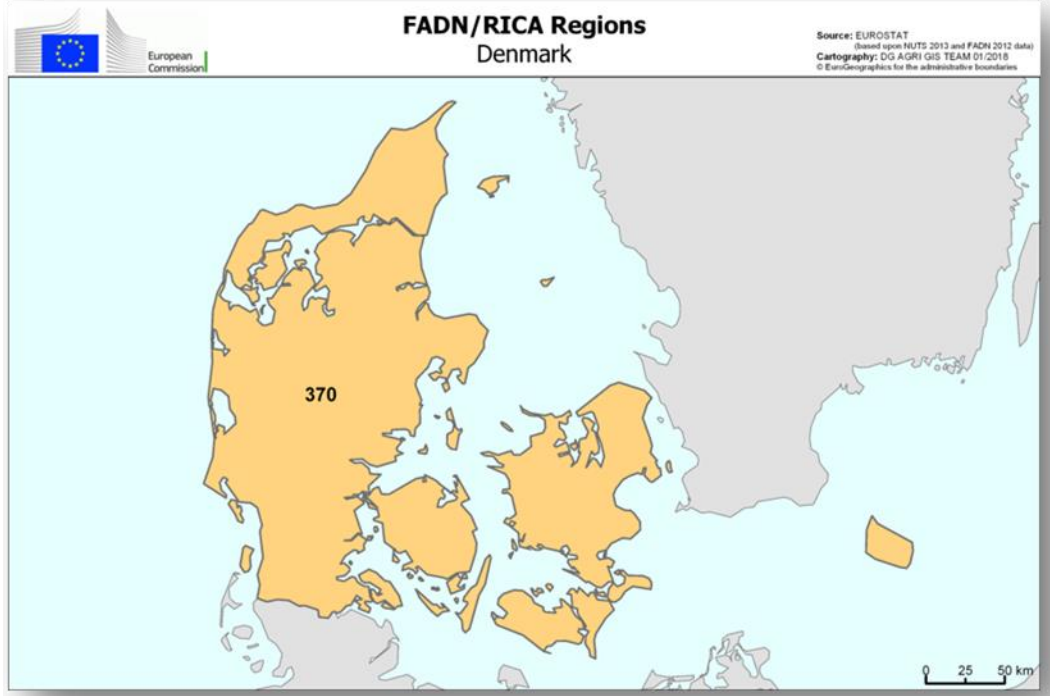 European
Commission
FADN/RICA Regions
Denmark
Source: EUROSTAT
(based upon NUTS 2013 and FADN 2012 data)
Cartography: DG AGRI GIS TEAM 01/2018
© EuroGeographics for the administrative boundaries
370
0 25 50 km